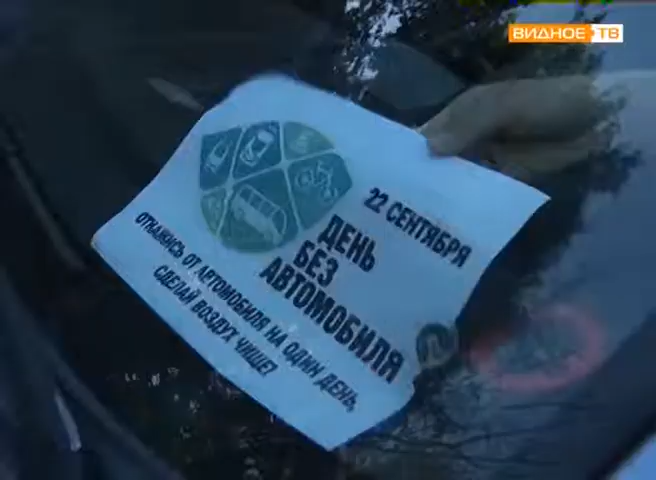 ВИДНОЕ ТВ
22 СЕНТЯБРЯ
ДЕНЬ
БЕЗ
АВТОМОБИЛЯ
ОТКАЖИСЬ ОТ АВТОМОБИЛЯ НА ОДИН ДЕНЬ,
СДЕЛАЙ ВОЗДУХ ЧИЩЕ!